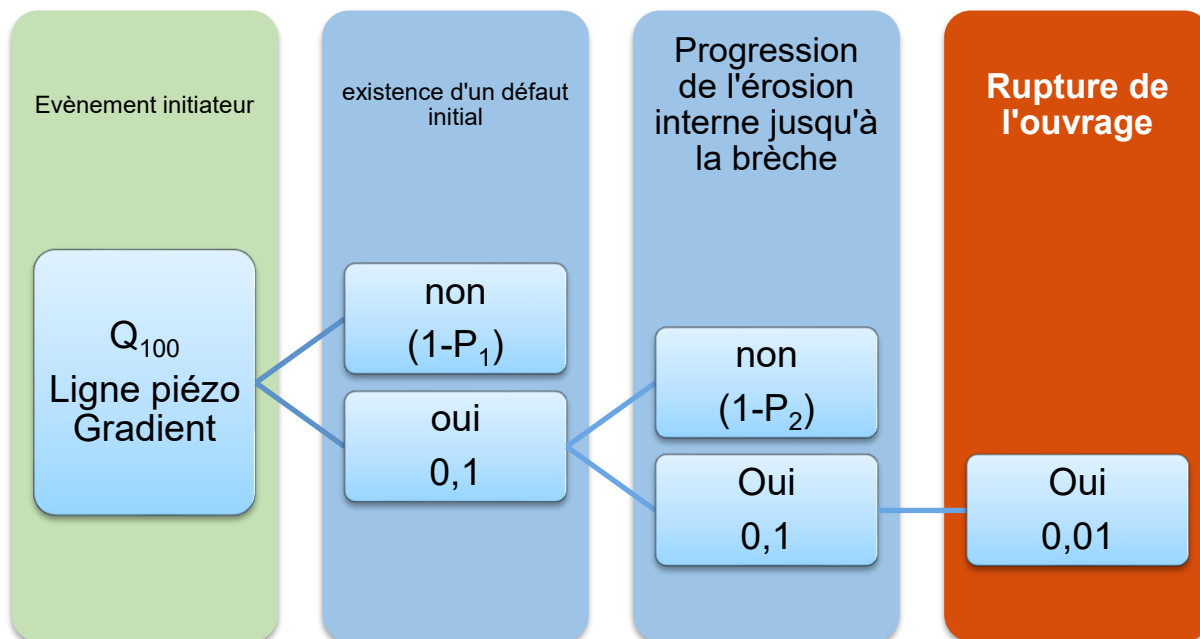 Evènement initiateur
existence d'un défaut
initial
Progression
de l'érosion
interne jusqu'à
la brèche
Rupture de
l'ouvrage
Q₁₀₀
Ligne piézo
Gradient
non
(1-P₁)
oui
0,1
non
(1-P₂)
Oui
0,1
Oui
0,01